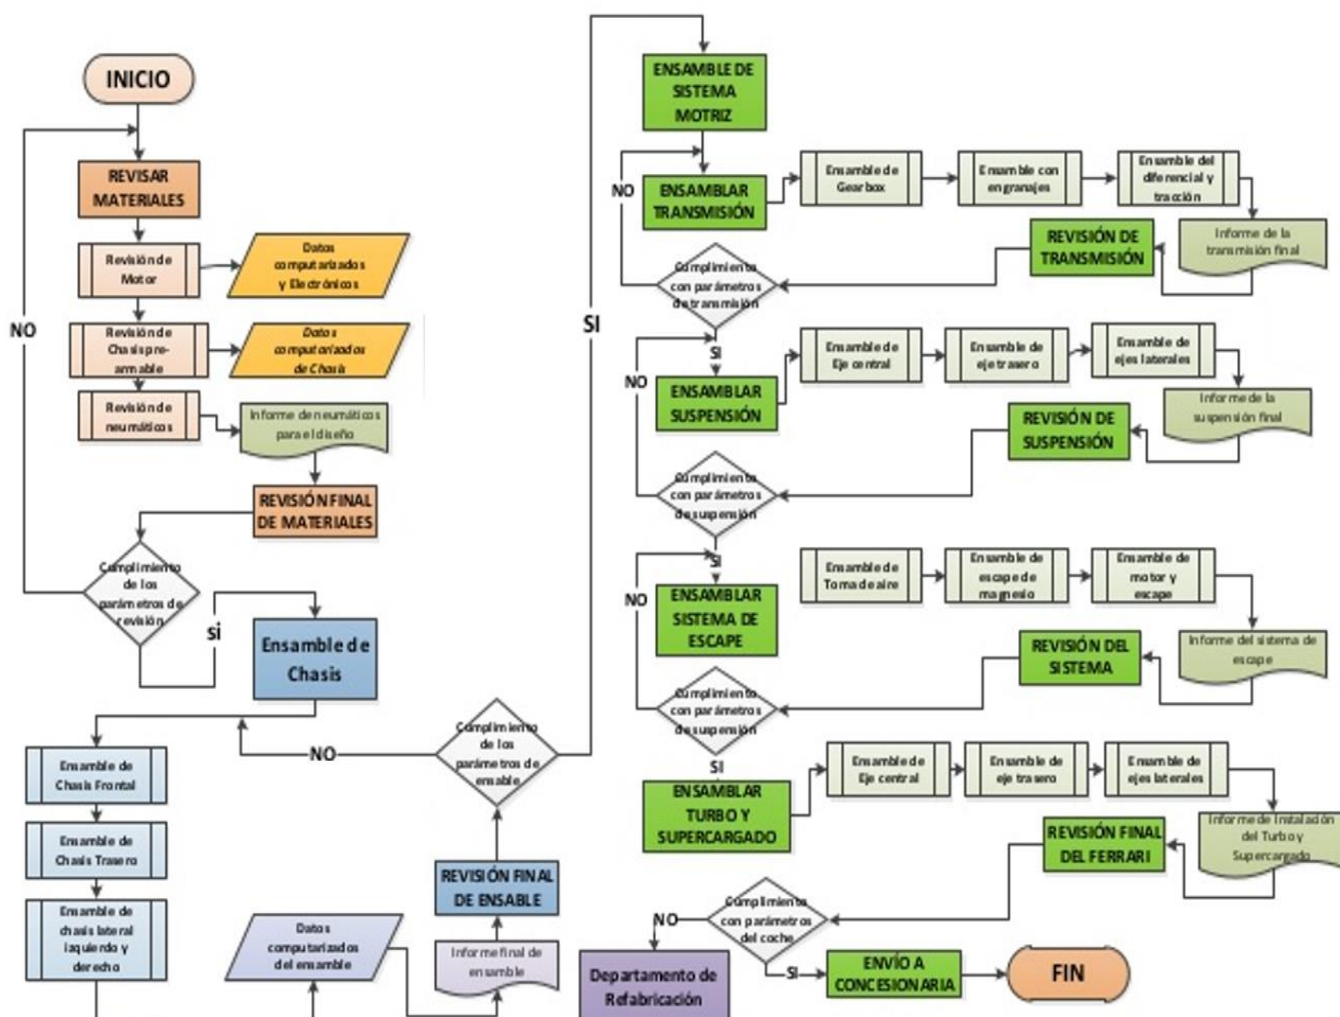 INICIO
REVISAR
MATERIALES
Revisión de
Motor
Datos
computarizados
y Electrónicos
NO
Revisión de
Chasis pre-
armable
Datos
computarizados
de Chasis
Revisión de
neumáticos
Informe de neumáticos
para el diseño
REVISIÓN FINAL
DE MATERIALES
Cumplimiento
de los
parámetros de
revisión
si
Ensamble de
Chasis
Ensamble de
Chasis Frontal
Ensamble de
Chasis Trasero
Ensamble de
chasis lateral
izquierdo y
derecho
Datos
computarizados
del ensamble
Informe final de
ensamble
REVISIÓN FINAL
DE ENSABLE
Cumplimiento
de los
parámetros de
ensable
NO
SI
ENSAMBLE DE
SISTEMA
MOTRIZ
NO
ENSAMBLAR
TRANSMISIÓN
Ensamble de
Gearbox
Ensamble con
engranajes
Ensamble del
diferencial y
tracción
Informe de la
transmisión final
REVISIÓN DE
TRANSMISIÓN
Cumplimiento
con parámetros
de transmisión
SI
NO
ENSAMBLAR
SUSPENSIÓN
Ensamble de
Eje central
Ensamble de
eje trasero
Ensamble de
ejes laterales
Informe de la
suspensión final
REVISIÓN DE
SUSPENSIÓN
Cumplimiento
con parámetros
de suspensión
SI
NO
ENSAMBLAR
SISTEMA DE
ESCAPE
Ensamble de
Toma de aire
Ensamble de
escape de
magnesio
Ensamble de
motor y
escape
Informe del sistema de
escape
REVISIÓN DEL
SISTEMA
Cumplimiento
con parámetros
de suspensión
SI
ENSAMBLAR
TURBO Y
SUPERCARGADO
Ensamble de
Eje central
Ensamble de
eje trasero
Ensamble de
ejes laterales
Informe de Instalación
del Turbo y
Supercargado
REVISIÓN FINAL
DEL FERRARI
Cumplimiento
con parámetros
del coche
NO
Departamento de
Refabricación
SI
ENVÍO A
CONCESIONARIA
FIN